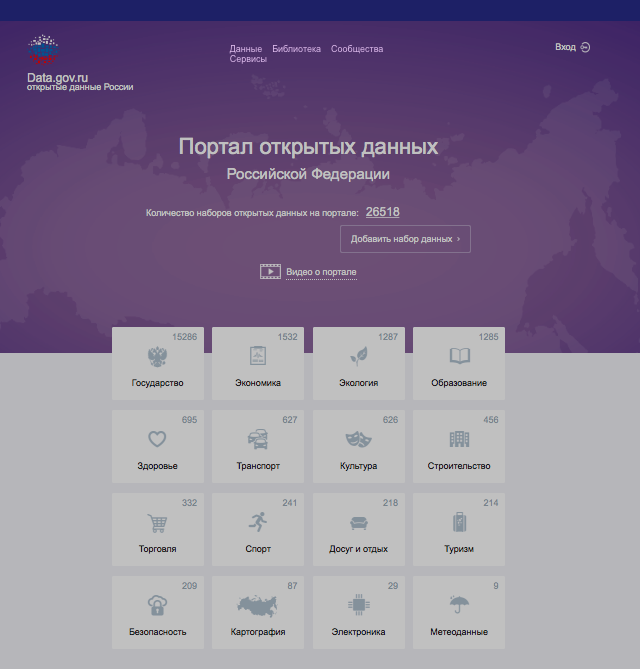 Data.gov.ru
открытые данные России
Данные Библиотека Сообщества
Сервисы
Вход
Портал открытых данных
Российской Федерации
Количество наборов открытых данных на портале: 26518
Добавить набор данных ›
Видео о портале
15286 1532 1287 1285
Государство Экономика Экология Образование
695 627 626 456
Здоровье Транспорт Культура Строительство
332 241 218 214
Торговля Спорт Досуг и отдых Туризм
209 87 29 9
Безопасность Картография Электроника Метеоданные